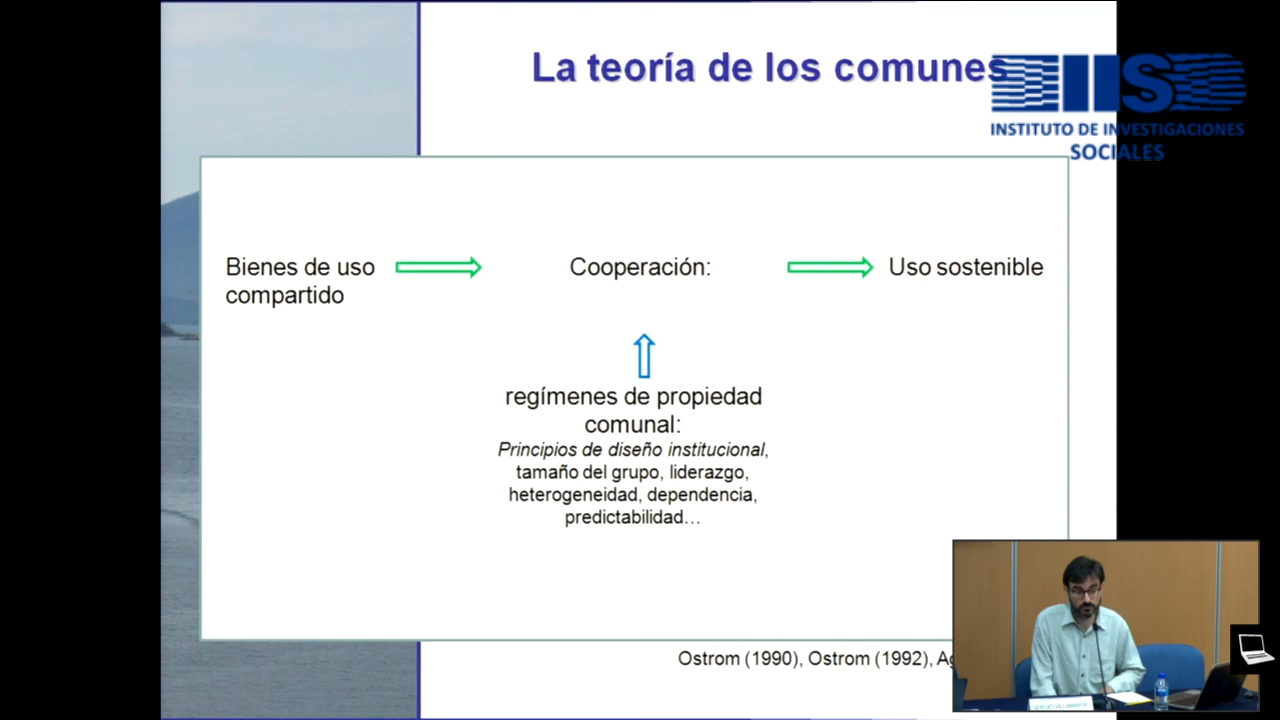 La teoría de los comunes
IIS
INSTITUTO DE INVESTIGACIONES
SOCIALES
Bienes de uso
compartido
Cooperación:
Uso sostenible
regímenes de propiedad
comunal:
Principios de diseño institucional,
tamaño del grupo, liderazgo,
heterogeneidad, dependencia,
predictabilidad…
Ostrom (1990), Ostrom (1992),